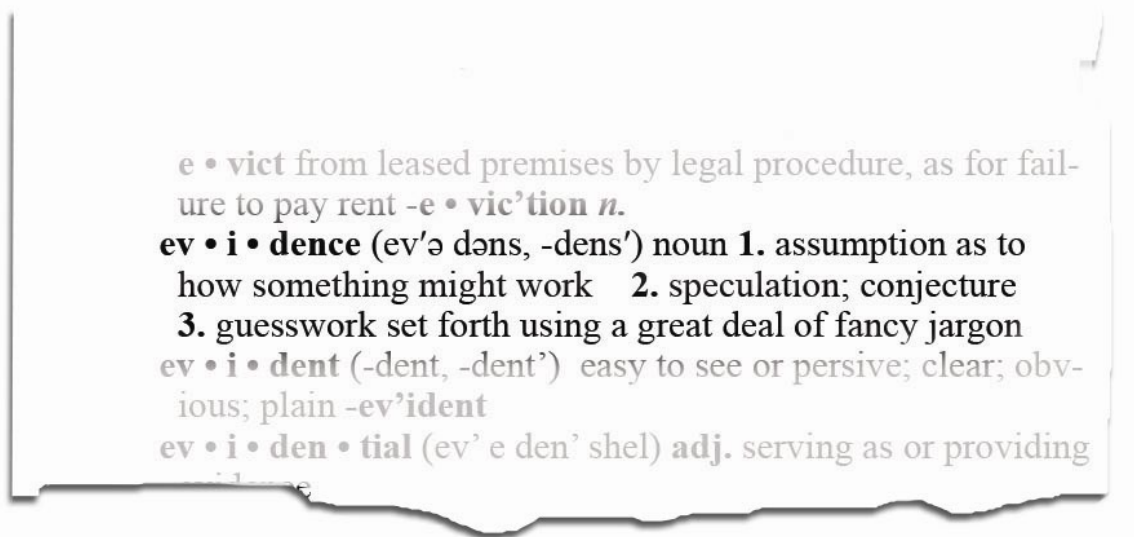 e • vict from leased premises by legal procedure, as for fail-
ure to pay rent -e • vic’tion n.
ev • i • dence (ev′ə dəns, -dens′) noun 1. assumption as to
how something might work 2. speculation; conjecture
3. guesswork set forth using a great deal of fancy jargon
ev • i • dent (-dent, -dent’) easy to see or persive; clear; obv-
ious; plain -ev’ident
ev • i • den • tial (ev’ e den’ shel) adj. serving as or providing
evidence